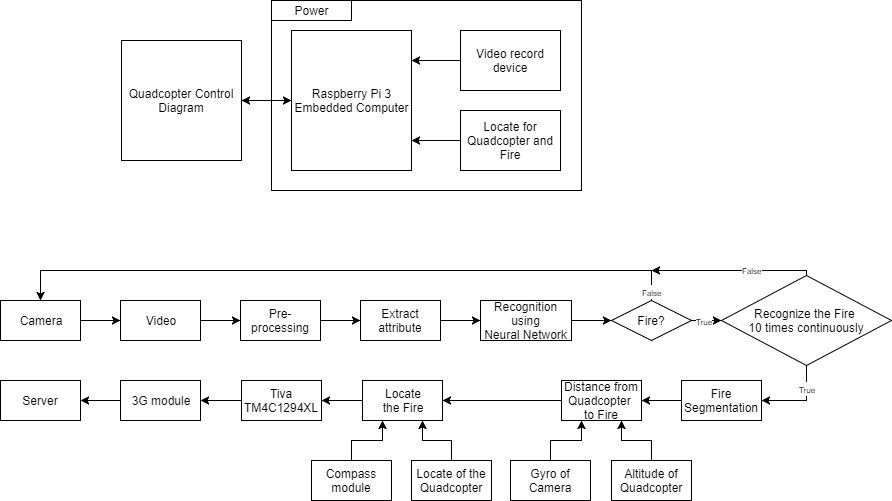 Power
Quadcopter Control
Diagram
Raspberry Pi 3
Embedded Computer
Video record
device
Locate for
Quadcopter and
Fire
False
False
Camera
Video
Pre-
processing
Extract
attribute
Recognition
using
Neural Network
Fire?
True
Recognize the Fire
10 times continuously
True
Server
3G module
Tiva
TM4C1294XL
Locate
the Fire
Distance from
Quadcopter
to Fire
Fire
Segmentation
Compass
module
Locate of the
Quadcopter
Gyro of
Camera
Altitude of
Quadcopter